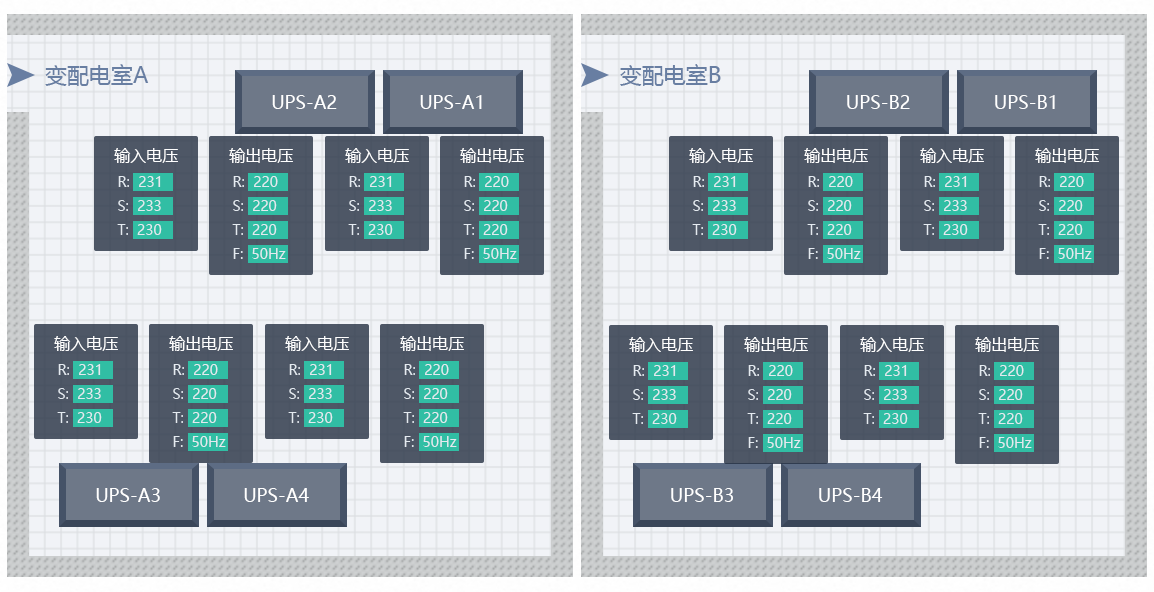 变配电室A
UPS-A2
UPS-A1
输入电压
R: 231
S: 233
T: 230
输出电压
R: 220
S: 220
T: 220
F: 50Hz
输入电压
R: 231
S: 233
T: 230
输出电压
R: 220
S: 220
T: 220
F: 50Hz
输入电压
R: 231
S: 233
T: 230
输出电压
R: 220
S: 220
T: 220
F: 50Hz
输入电压
R: 231
S: 233
T: 230
输出电压
R: 220
S: 220
T: 220
F: 50Hz
UPS-A3
UPS-A4
变配电室B
UPS-B2
UPS-B1
输入电压
R: 231
S: 233
T: 230
输出电压
R: 220
S: 220
T: 220
F: 50Hz
输入电压
R: 231
S: 233
T: 230
输出电压
R: 220
S: 220
T: 220
F: 50Hz
输入电压
R: 231
S: 233
T: 230
输出电压
R: 220
S: 220
T: 220
F: 50Hz
输入电压
R: 231
S: 233
T: 230
输出电压
R: 220
S: 220
T: 220
F: 50Hz
UPS-B3
UPS-B4